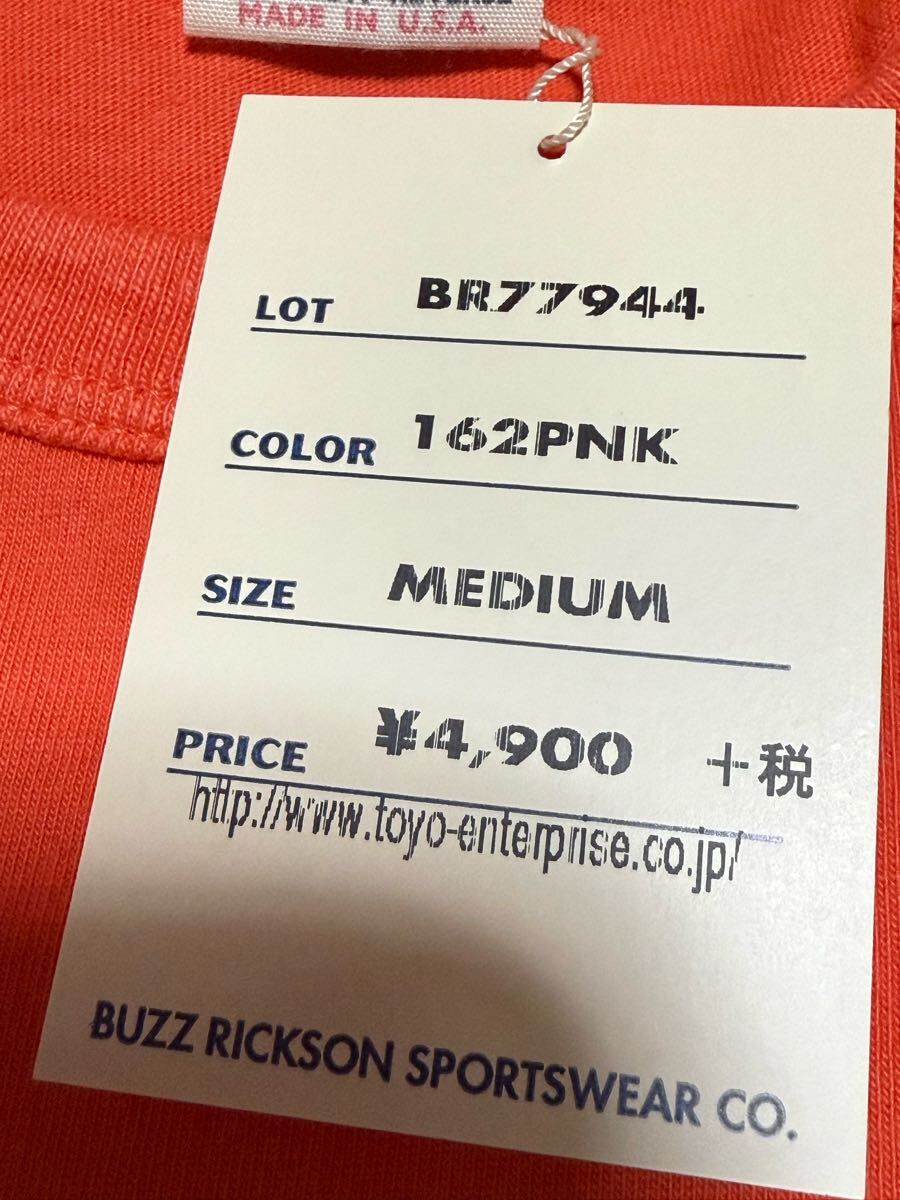 MADE IN U.S.A.
LOT BR77944
COLOR 162PNK
SIZE MEDIUM
PRICE ¥4,900 +税
http://www.toyo-enterprise.co.jp/
BUZZ RICKSON SPORTSWEAR CO.